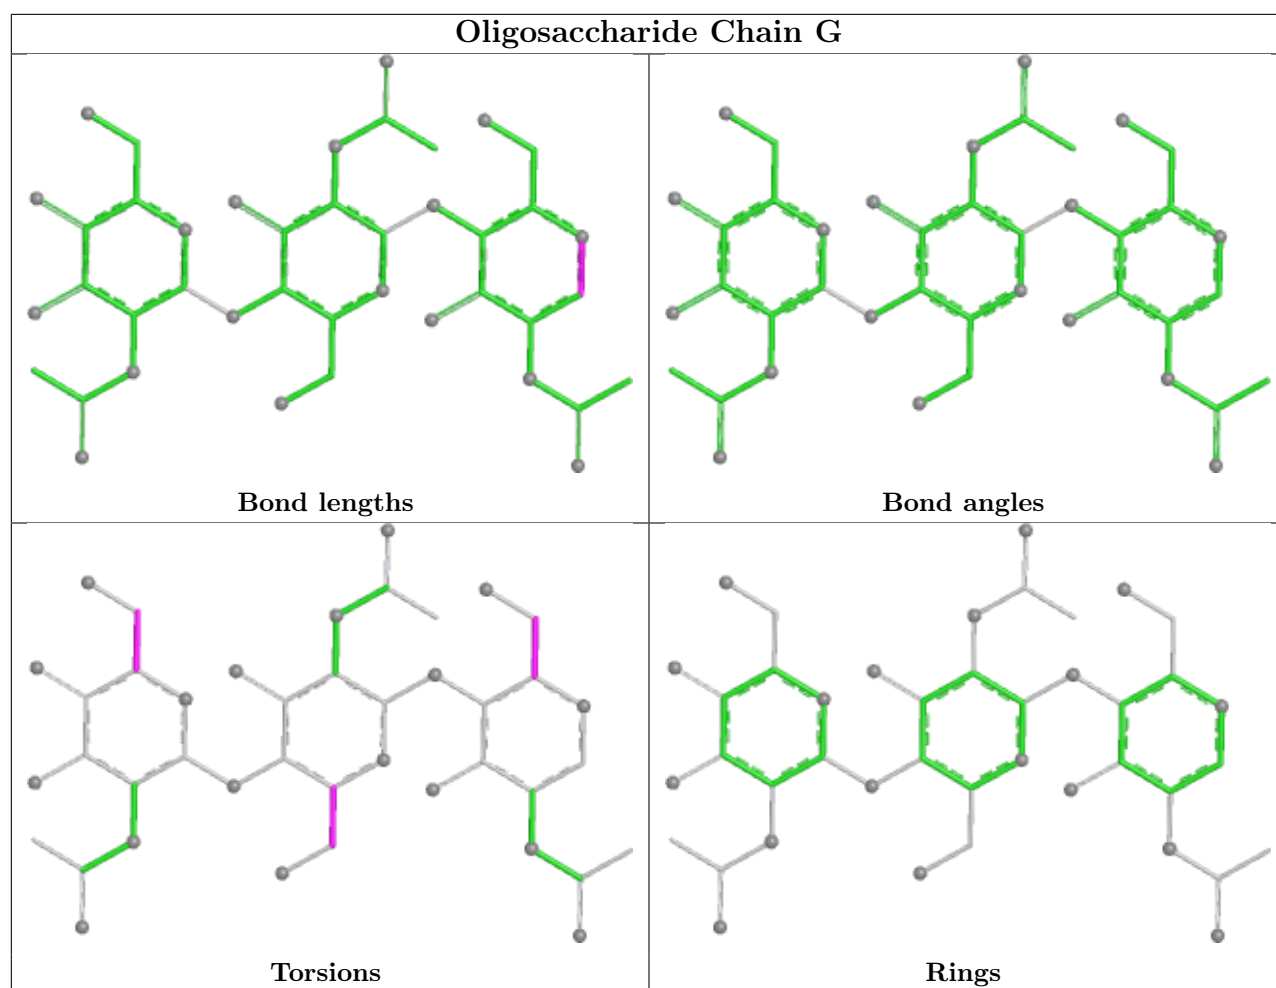 Oligosaccharide Chain G
Bond lengths
Bond angles
Torsions
Rings